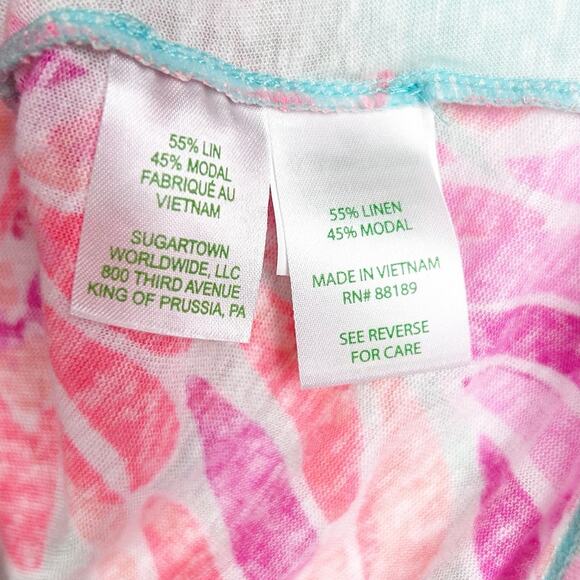 55% LIN
45% MODAL
FABRIQUÉ AU
VIETNAM
SUGARTOWN
WORLDWIDE, LLC
800 THIRD AVENUE
KING OF PRUSSIA, PA
55% LINEN
45% MODAL
MADE IN VIETNAM
RN# 88189
SEE REVERSE
FOR CARE